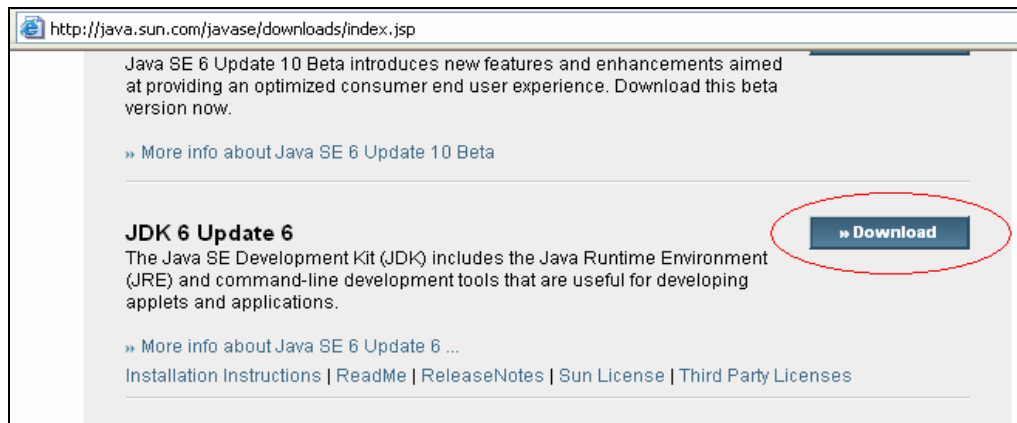 http://java.sun.com/javase/downloads/index.jsp
Java SE 6 Update 10 Beta introduces new features and enhancements aimed
at providing an optimized consumer end user experience. Download this beta
version now.
» More info about Java SE 6 Update 10 Beta
JDK 6 Update 6
» Download
The Java SE Development Kit (JDK) includes the Java Runtime Environment
(JRE) and command-line development tools that are useful for developing
applets and applications.
» More info about Java SE 6 Update 6 ...
Installation Instructions | ReadMe | ReleaseNotes | Sun License | Third Party Licenses